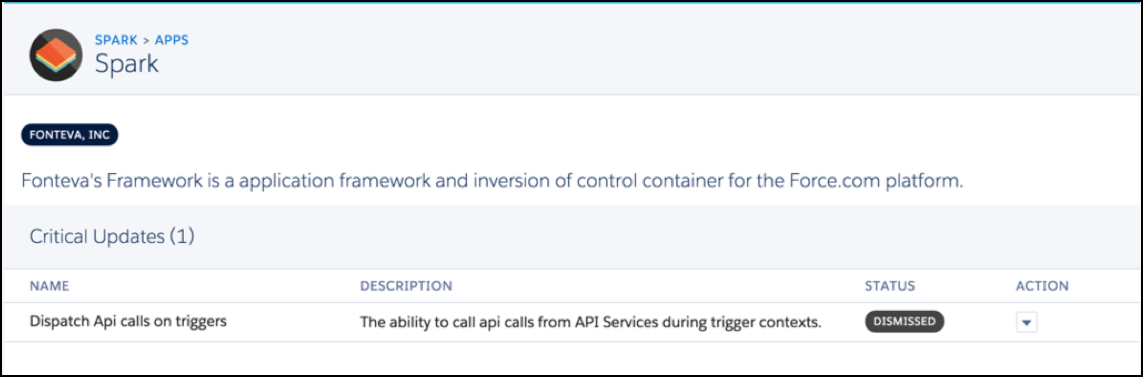 SPARK > APPS
Spark
FONTEVA, INC
Fonteva's Framework is a application framework and inversion of control container for the Force.com platform.
Critical Updates (1)
NAME DESCRIPTION STATUS ACTION
Dispatch Api calls on triggers The ability to call api calls from API Services during trigger contexts. DISMISSED